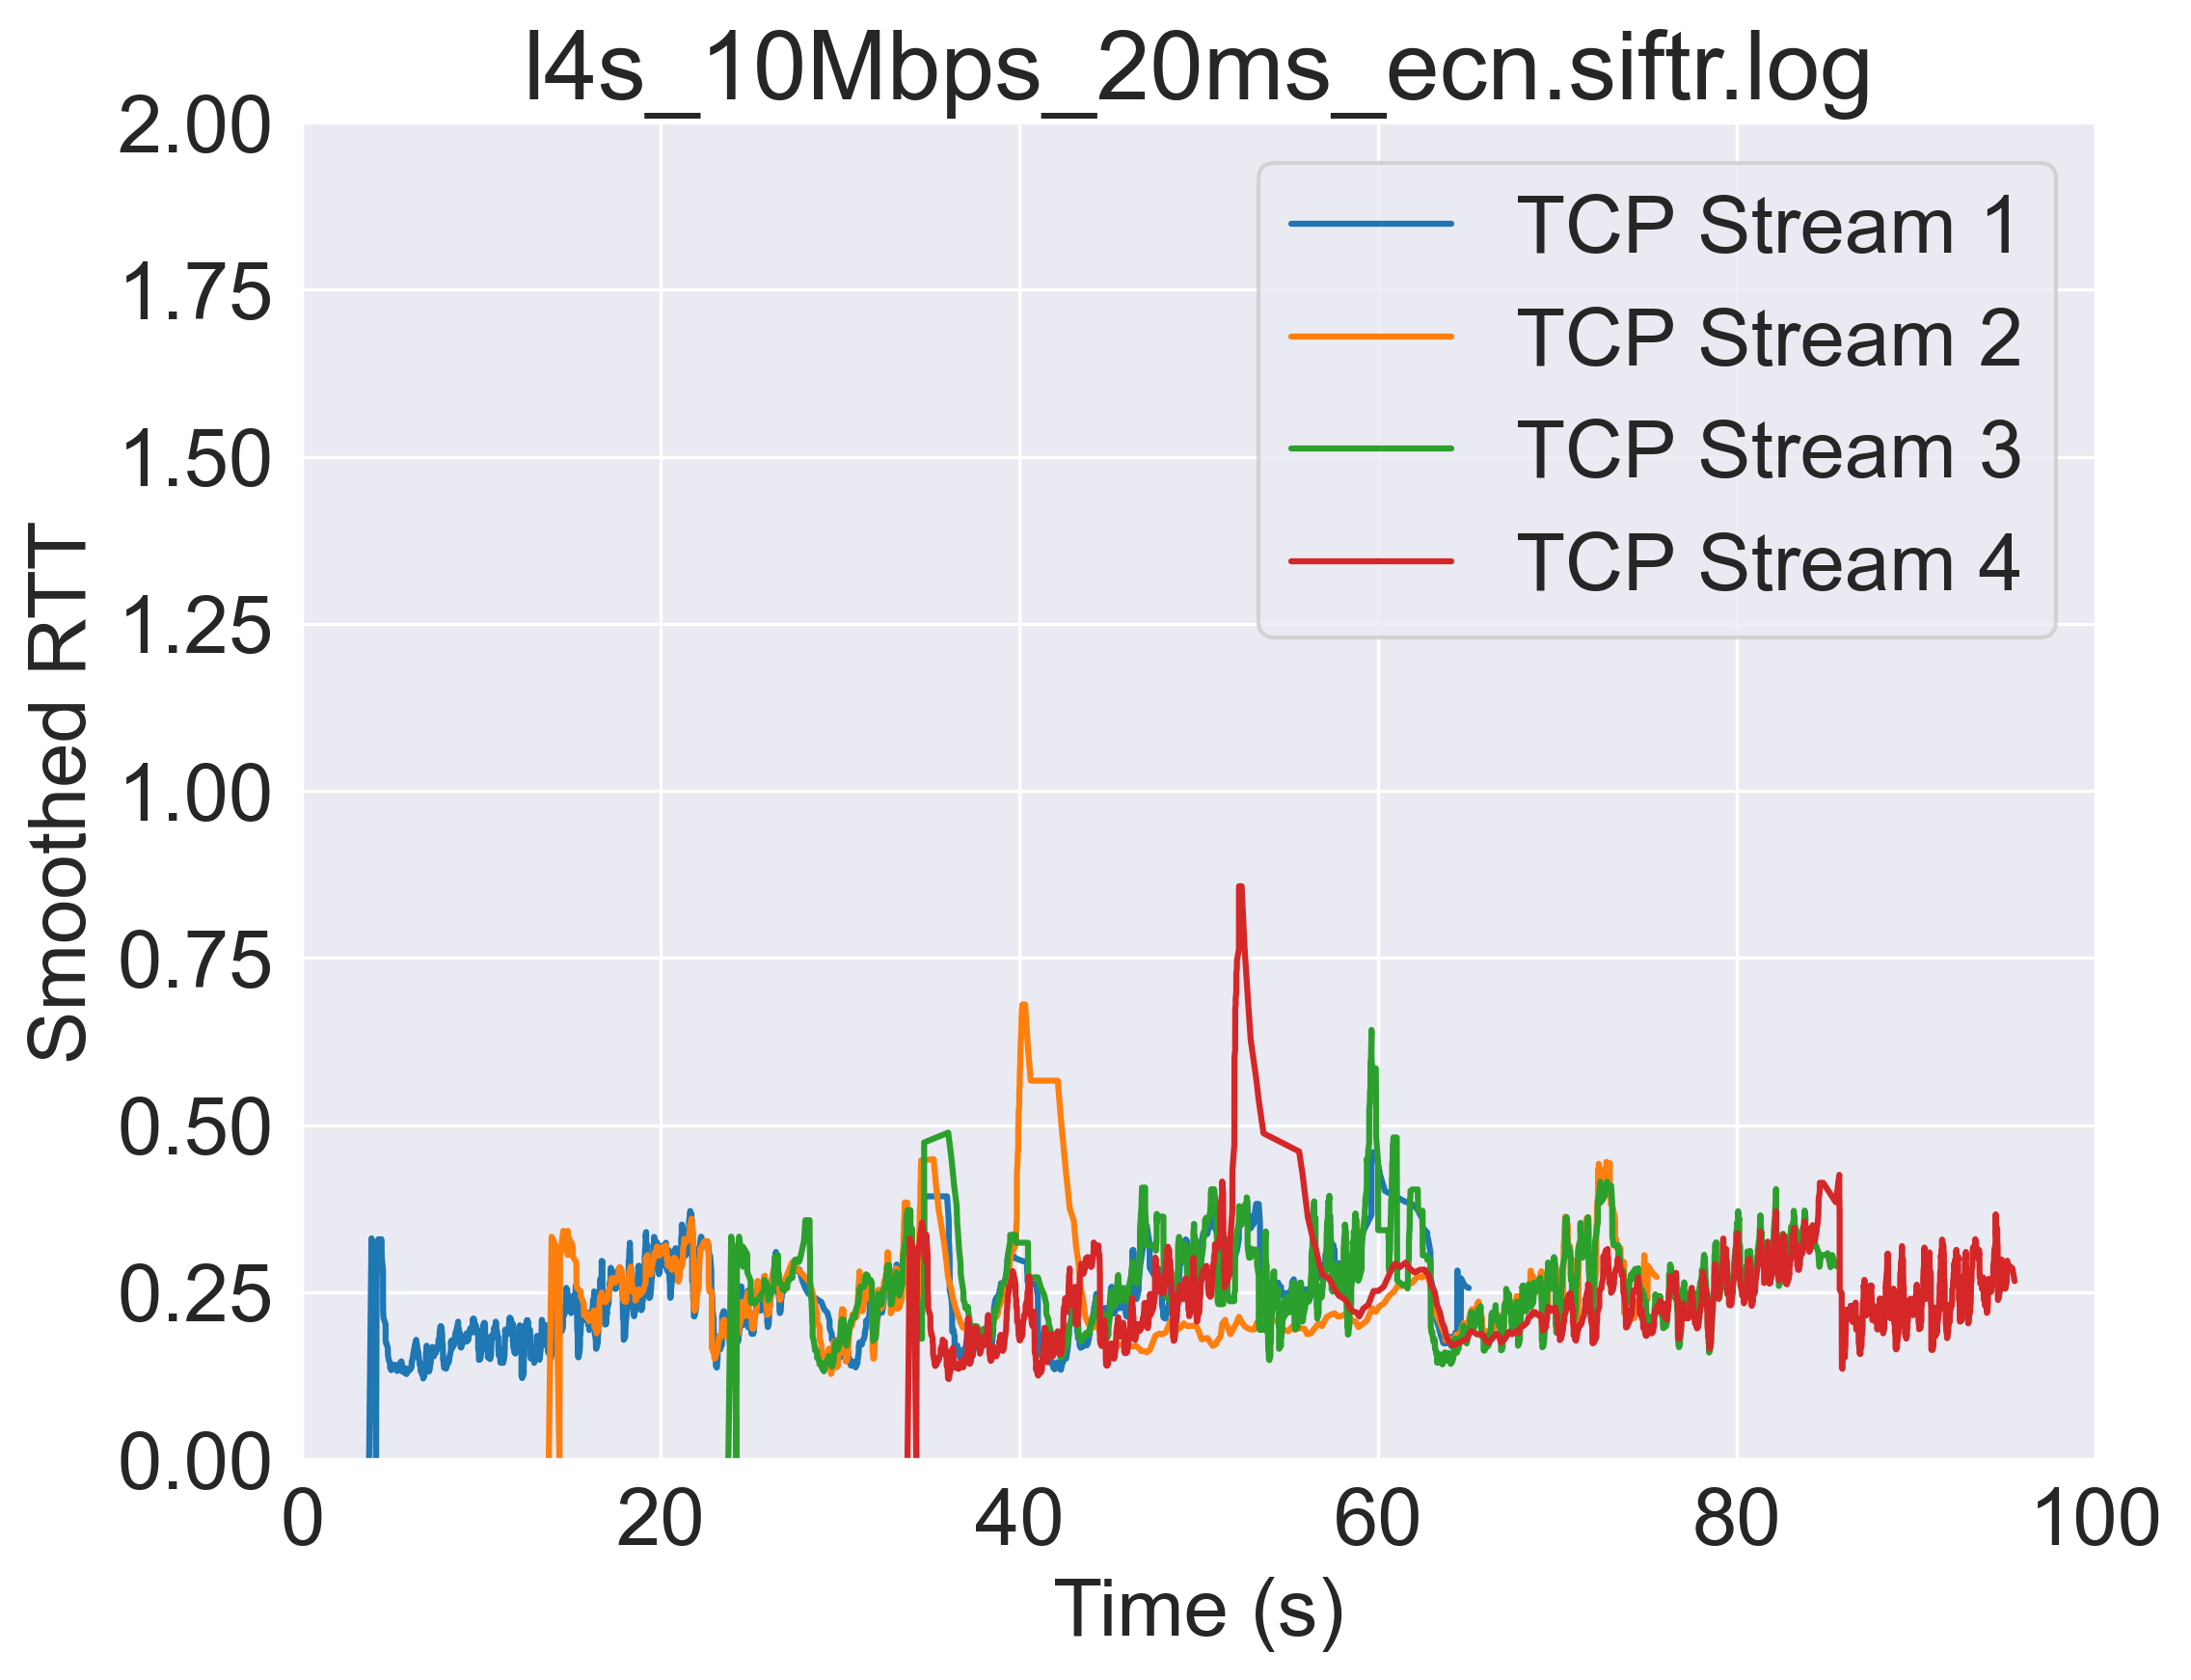 l4s_10Mbps_20ms_ecn.siftr.log
2.00
1.75
1.50
1.25
1.00
0.75
0.50
0.25
0.00
Smoothed RTT
TCP Stream 1
TCP Stream 2
TCP Stream 3
TCP Stream 4
0 20 40 60 80 100
Time (s)